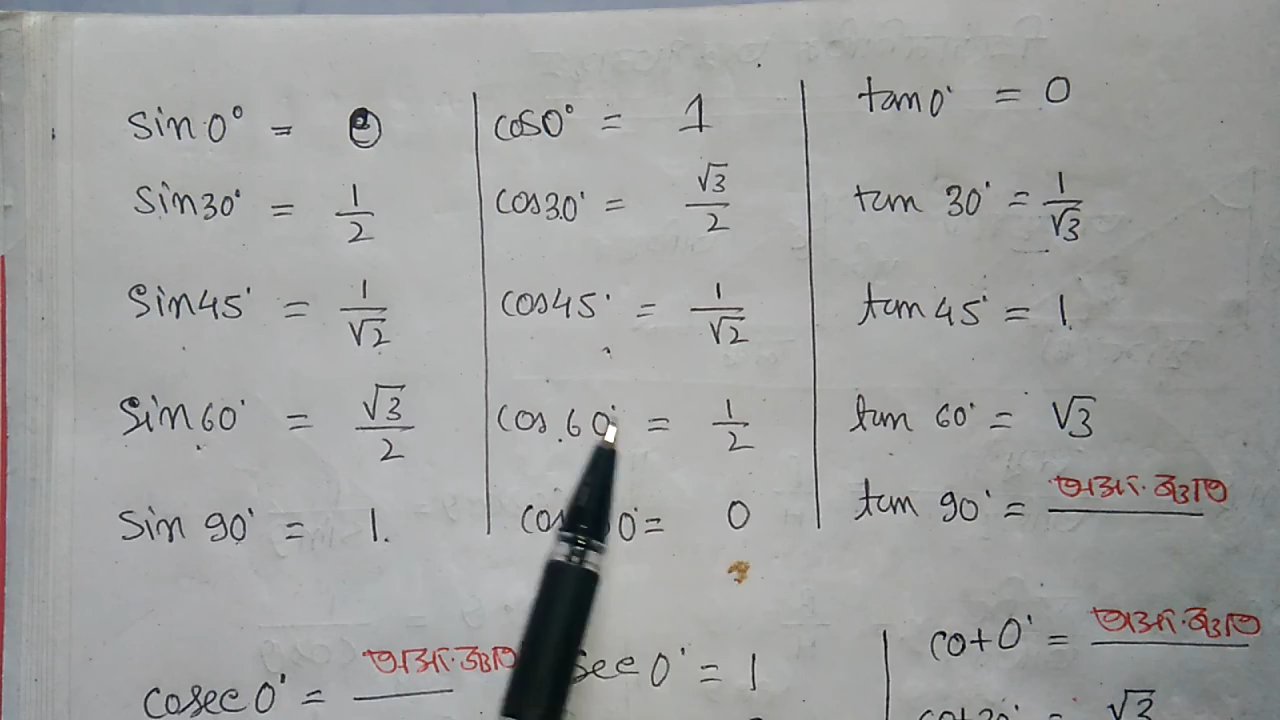 sin 0° = 0
sin 30° = 1/2
sin 45° = 1/√2
sin 60° = √3/2
sin 90° = 1.
cos 0° = 1
cos 30° = √3/2
cos 45° = 1/√2
cos 60° = 1/2
cos 0° = 0
tan 0° = 0
tan 30° = 1/√3
tan 45° = 1.
tan 60° = √3
tan 90° =
cosec 0° =
sec 0° = 1
cot 0° =
√3